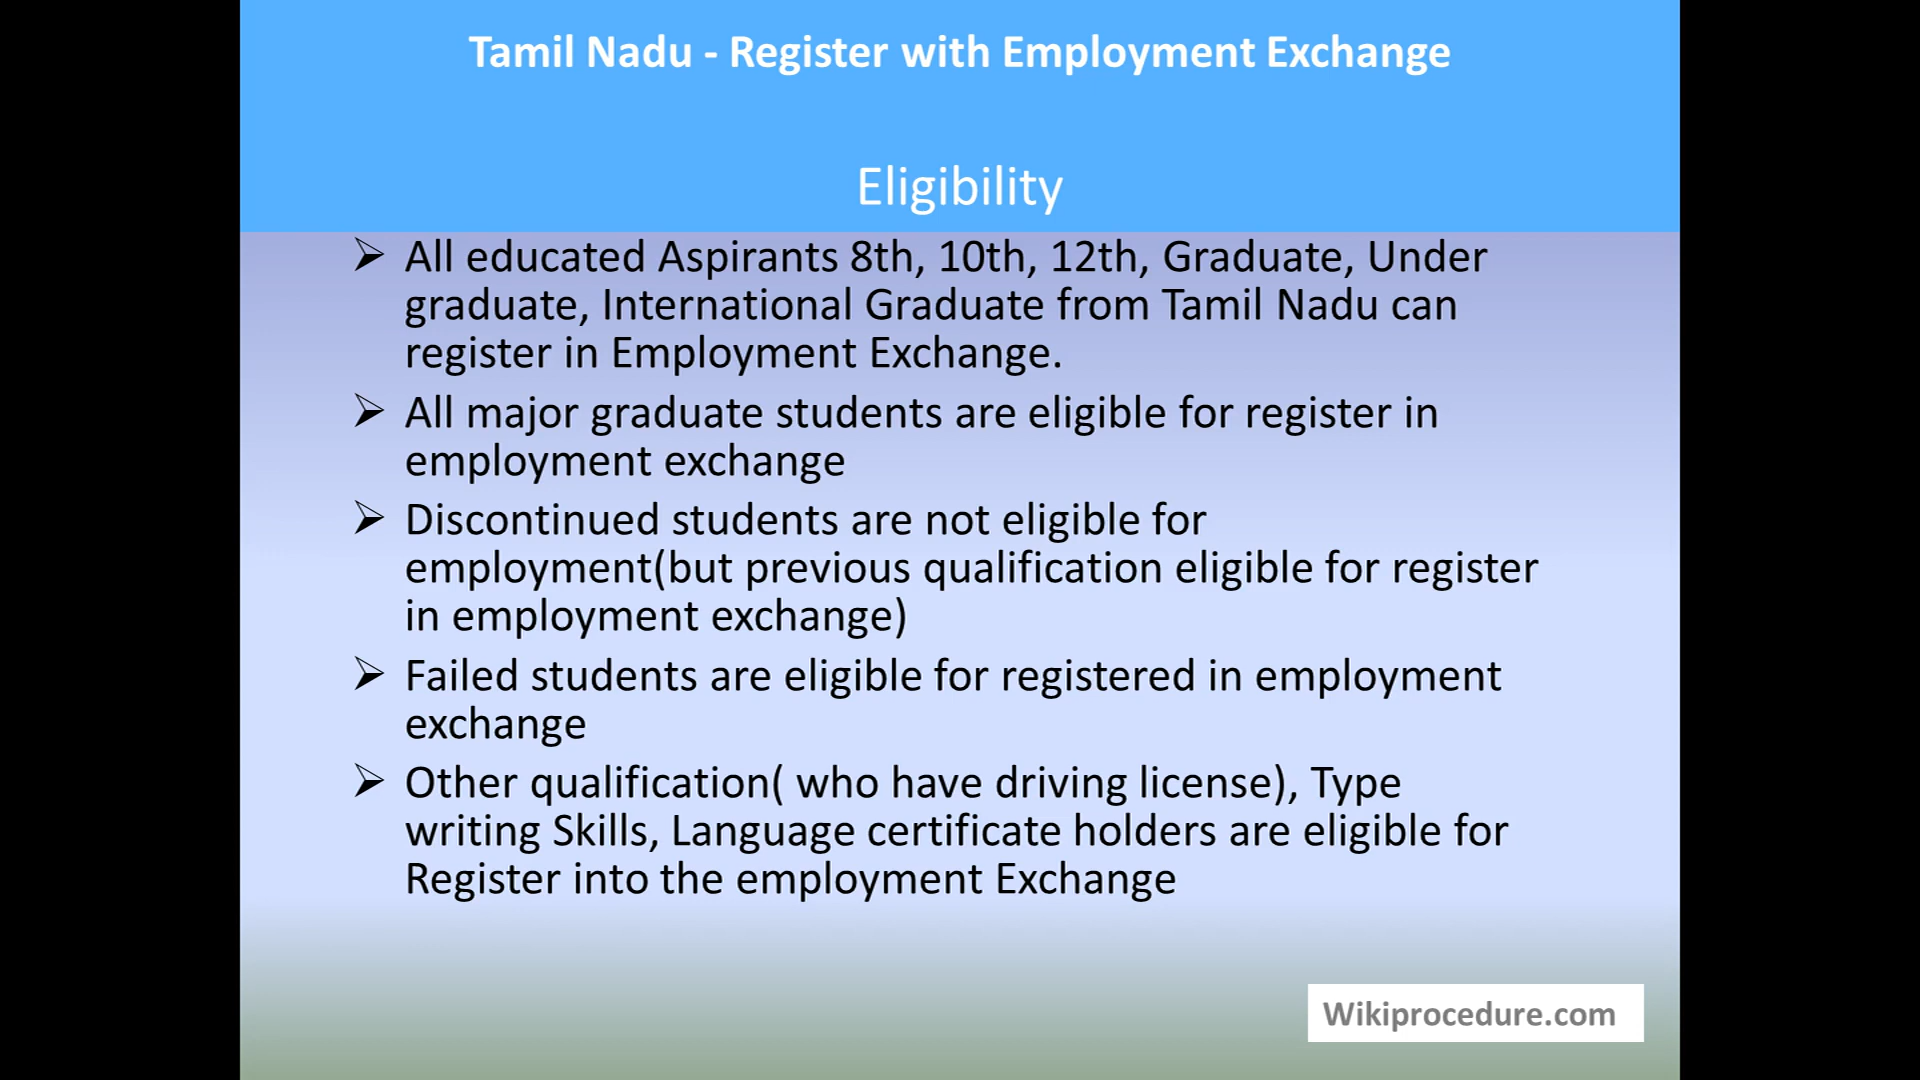 Tamil Nadu - Register with Employment Exchange
Eligibility
➢ All educated Aspirants 8th, 10th, 12th, Graduate, Under
graduate, International Graduate from Tamil Nadu can
register in Employment Exchange.
➢ All major graduate students are eligible for register in
employment exchange
➢ Discontinued students are not eligible for
employment(but previous qualification eligible for register
in employment exchange)
➢ Failed students are eligible for registered in employment
exchange
➢ Other qualification( who have driving license), Type
writing Skills, Language certificate holders are eligible for
Register into the employment Exchange
Wikiprocedure.com